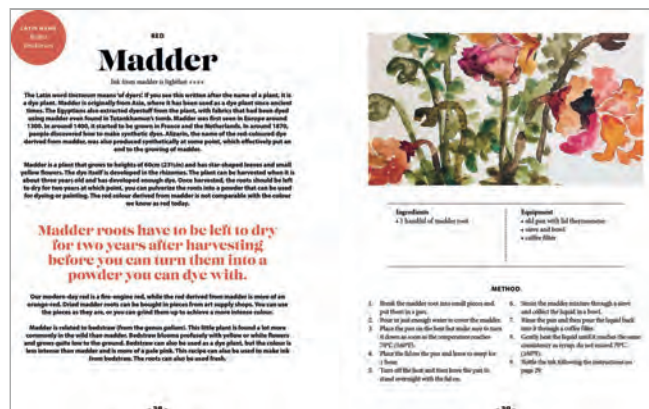 LATIN NAME
Rubia
tinctorum
RED
Madder
Ink from madder is lightfast ••••
The Latin word tinctorum means 'of dyers'. If you see this written after the name of a plant, it is
a dye plant. Madder is originally from Asia, where it has been used as a dye plant since ancient
times. The Egyptians also extracted dyestuff from the plant, with fabrics that had been dyed
using madder even found in Tutankhamun's tomb. Madder was first seen in Europe around
1300. In around 1400, it started to be grown in France and the Netherlands. In around 1870,
people discovered how to make synthetic dyes. Alizarin, the name of the red-coloured dye
derived from madder, was also produced synthetically at some point, which effectively put an
end to the growing of madder.
Madder is a plant that grows to heights of 60cm (23½in) and has star-shaped leaves and small
yellow flowers. The dye itself is developed in the rhizomes. The plant can be harvested when it is
about three years old and has developed enough dye. Once harvested, the roots should be left
to dry for two years at which point, you can pulverize the roots into a powder that can be used
for dyeing or painting. The red colour derived from madder is not comparable with the colour
we know as red today.
Madder roots have to be left to dry
for two years after harvesting
before you can turn them into a
powder you can dye with.
Our modern-day red is a fire-engine red, while the red derived from madder is more of an
orange-red. Dried madder roots can be bought in pieces from art supply shops. You can use
the pieces as they are, or you can grind them up to achieve a more intense colour.
Madder is related to bedstraw (from the genus galium). This little plant is found a lot more
commonly in the wild than madder. Bedstraw blooms profusely with yellow or white flowers
and grows quite low to the ground. Bedstraw can also be used as a dye plant, but the colour is
less intense than madder and is more of a pale pink. This recipe can also be used to make ink
from bedstraw. The roots can also be used fresh.
Ingredients
• 1 handful of madder root
Equipment
• old pan with lid thermometer
• sieve and bowl
• coffee filter
METHOD
1. Break the madder root into small pieces and
put them in a pan.
2. Pour in just enough water to cover the madder.
3. Place the pan on the heat but make sure to turn
it down as soon as the temperature reaches
70°C (160°F).
4. Place the lid on the pan and leave to steep for
1 hour.
5. Turn off the heat and then leave the pan to
stand overnight with the lid on.
6. Strain the madder mixture through a sieve
and collect the liquid in a bowl.
7. Rinse the pan and then pour the liquid back
into it through a coffee filter.
8. Gently heat the liquid until it reaches the same
consistency as syrup; do not exceed 70°C
(160°F).
9. Bottle the ink following the instructions on
page 29.